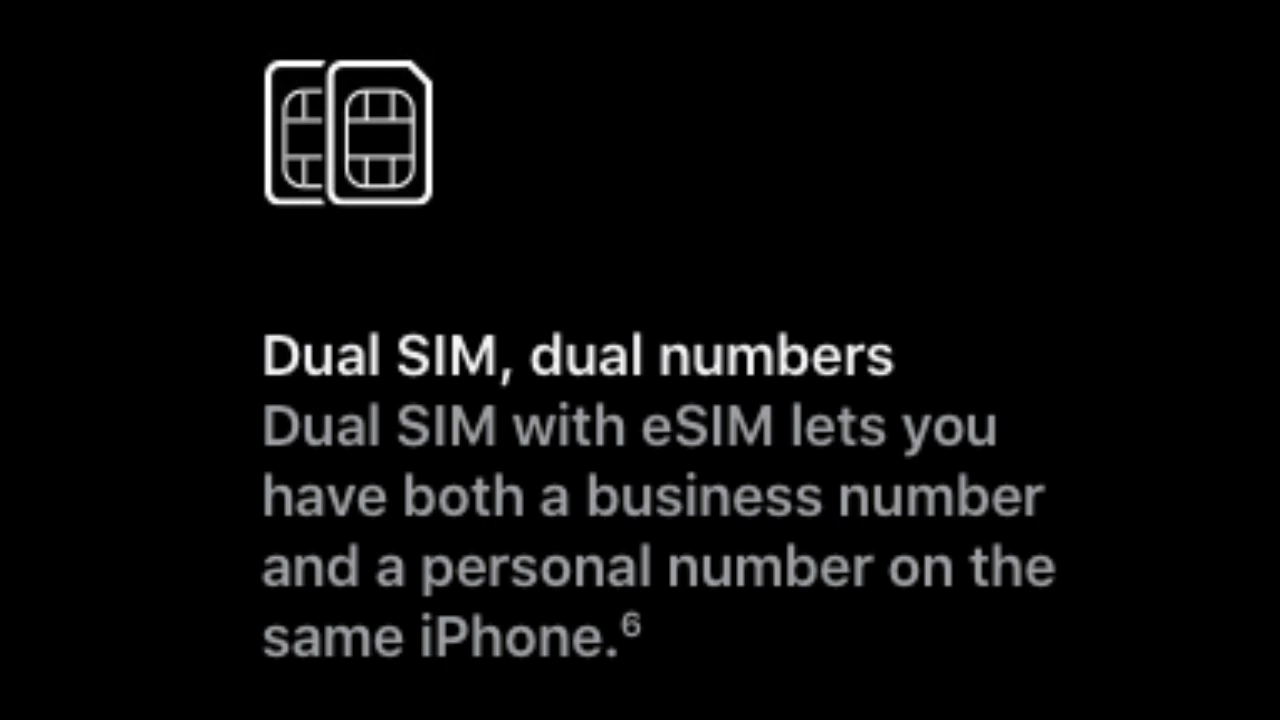 Dual SIM, dual numbers
Dual SIM with eSIM lets you
have both a business number
and a personal number on the
same iPhone.⁶